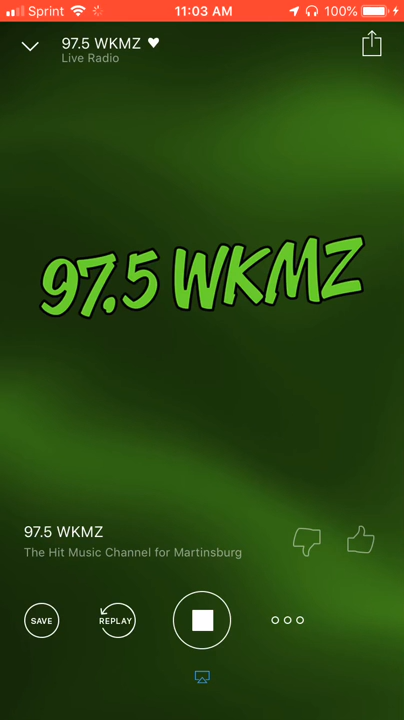 Sprint 11:03 AM 100%
97.5 WKMZ ♥
Live Radio
97.5 WKMZ
97.5 WKMZ
The Hit Music Channel for Martinsburg
SAVE REPLAY